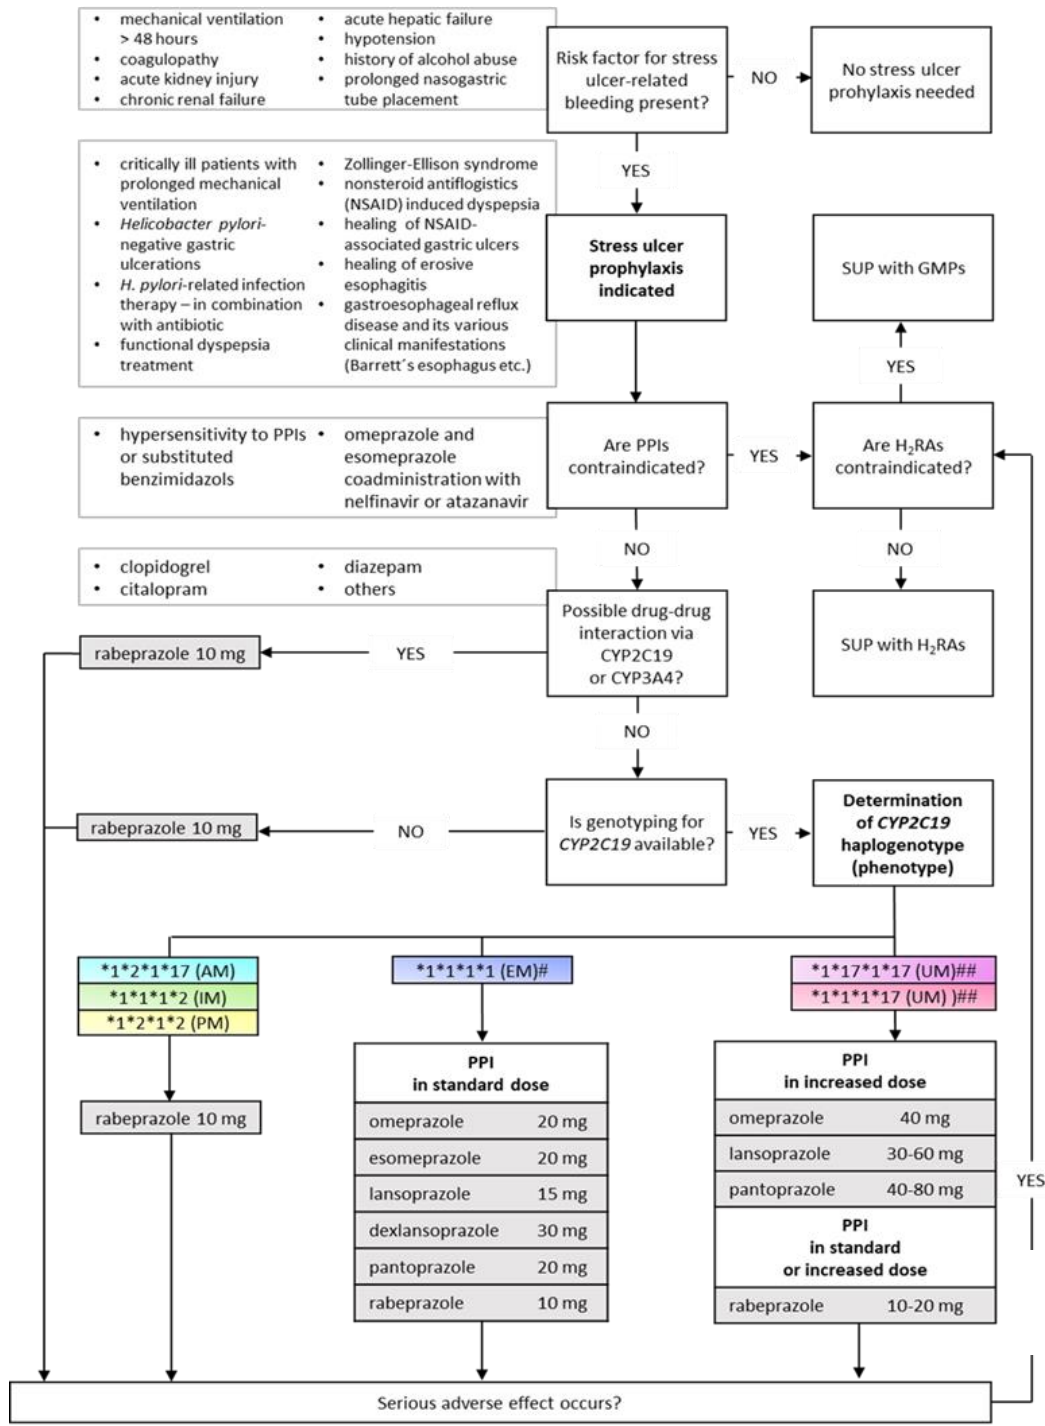 • mechanical ventilation
> 48 hours
• coagulopathy
• acute kidney injury
• chronic renal failure
• acute hepatic failure
• hypotension
• history of alcohol abuse
• prolonged nasogastric
tube placement
Risk factor for stress
ulcer-related
bleeding present?
NO
No stress ulcer
prohylaxis needed
YES
• critically ill patients with
prolonged mechanical
ventilation
• Helicobacter pylori-
negative gastric
ulcerations
• H. pylori-related infection
therapy – in combination
with antibiotic
• functional dyspepsia
treatment
• Zollinger-Ellison syndrome
• nonsteroid antiflogistics
(NSAID) induced dyspepsia
• healing of NSAID-
associated gastric ulcers
• healing of erosive
esophagitis
• gastroesophageal reflux
disease and its various
clinical manifestations
(Barrett´s esophagus etc.)
Stress ulcer
prophylaxis
indicated
SUP with GMPs
YES
• hypersensitivity to PPIs
or substituted
benzimidazols
• omeprazole and
esomeprazole
coadministration with
nelfinavir or atazanavir
Are PPIs
contraindicated?
YES
Are H₂RAs
contraindicated?
NO
NO
• clopidogrel
• citalopram
• diazepam
• others
Possible drug-drug
interaction via
CYP2C19
or CYP3A4?
SUP with H₂RAs
YES
rabeprazole 10 mg
NO
Is genotyping for
CYP2C19 available?
NO
rabeprazole 10 mg
YES
Determination
of CYP2C19
haplogenotype
(phenotype)
*1*2*1*17 (AM)
*1*1*1*2 (IM)
*1*2*1*2 (PM)
rabeprazole 10 mg
*1*1*1*1 (EM)#
PPI
in standard dose
omeprazole 20 mg
esomeprazole 20 mg
lansoprazole 15 mg
dexlansoprazole 30 mg
pantoprazole 20 mg
rabeprazole 10 mg
*1*17*1*17 (UM)##
*1*1*1*17 (UM) )##
PPI
in increased dose
omeprazole 40 mg
lansoprazole 30-60 mg
pantoprazole 40-80 mg
PPI
in standard
or increased dose
rabeprazole 10-20 mg
YES
Serious adverse effect occurs?